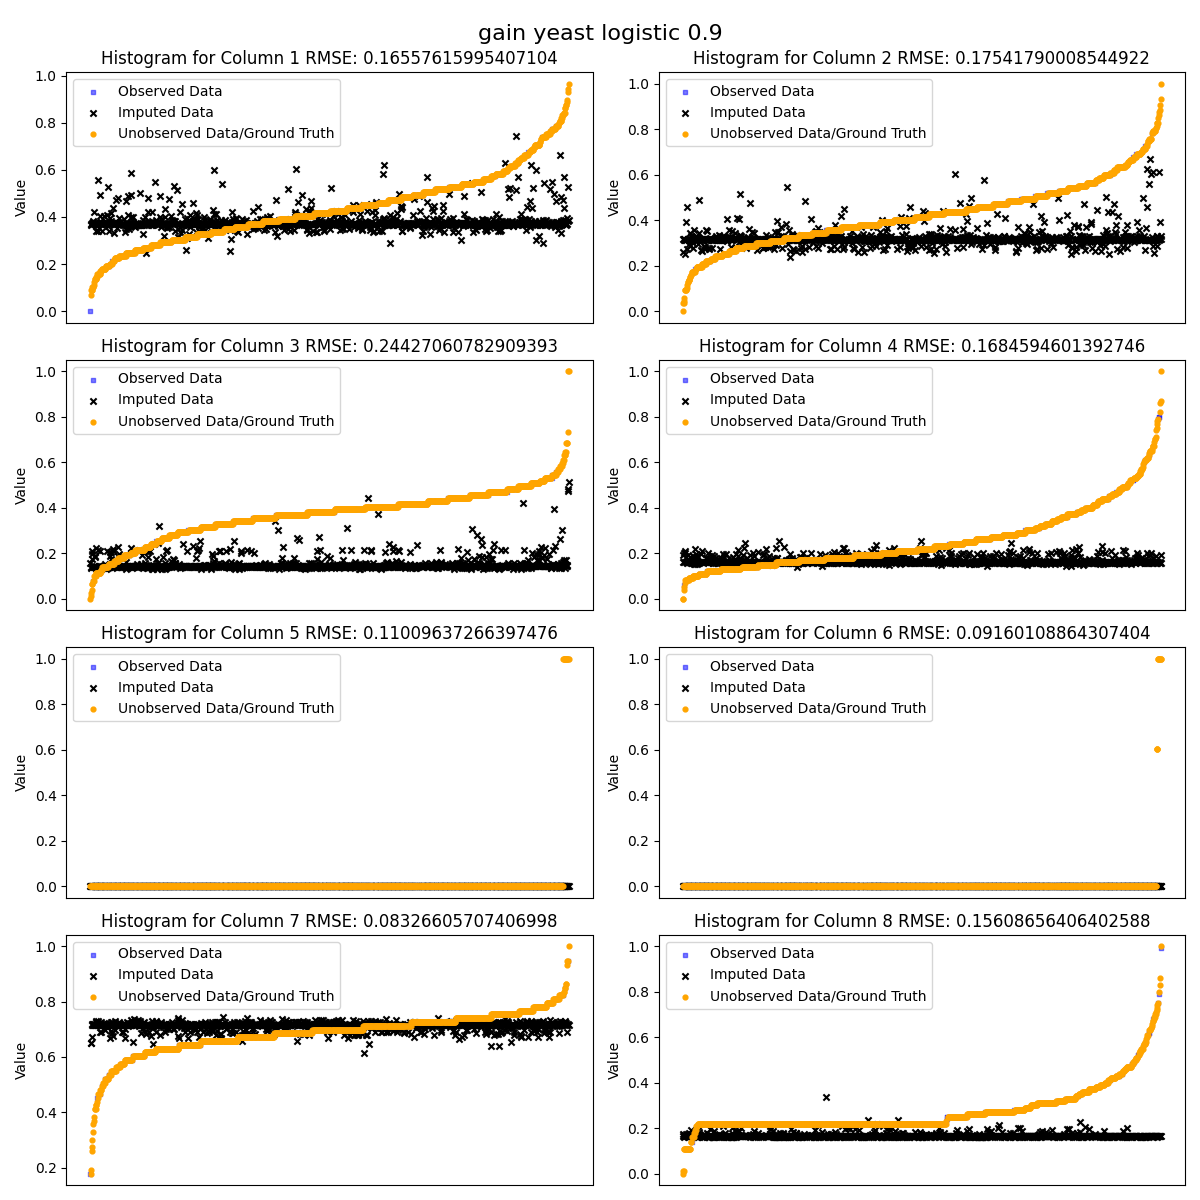 gain yeast logistic 0.9
Histogram for Column 1 RMSE: 0.16557615995407104
Value
1.0
0.8
0.6
0.4
0.2
0.0
Observed Data
Imputed Data
Unobserved Data/Ground Truth
Histogram for Column 2 RMSE: 0.17541790008544922
Value
1.0
0.8
0.6
0.4
0.2
0.0
Observed Data
Imputed Data
Unobserved Data/Ground Truth
Histogram for Column 3 RMSE: 0.24427060782909393
Value
1.0
0.8
0.6
0.4
0.2
0.0
Observed Data
Imputed Data
Unobserved Data/Ground Truth
Histogram for Column 4 RMSE: 0.1684594601392746
Value
1.0
0.8
0.6
0.4
0.2
0.0
Observed Data
Imputed Data
Unobserved Data/Ground Truth
Histogram for Column 5 RMSE: 0.11009637266397476
Value
1.0
0.8
0.6
0.4
0.2
0.0
Observed Data
Imputed Data
Unobserved Data/Ground Truth
Histogram for Column 6 RMSE: 0.09160108864307404
Value
1.0
0.8
0.6
0.4
0.2
0.0
Observed Data
Imputed Data
Unobserved Data/Ground Truth
Histogram for Column 7 RMSE: 0.08326605707406998
Value
1.0
0.8
0.6
0.4
0.2
Observed Data
Imputed Data
Unobserved Data/Ground Truth
Histogram for Column 8 RMSE: 0.15608656406402588
Value
1.0
0.8
0.6
0.4
0.2
0.0
Observed Data
Imputed Data
Unobserved Data/Ground Truth